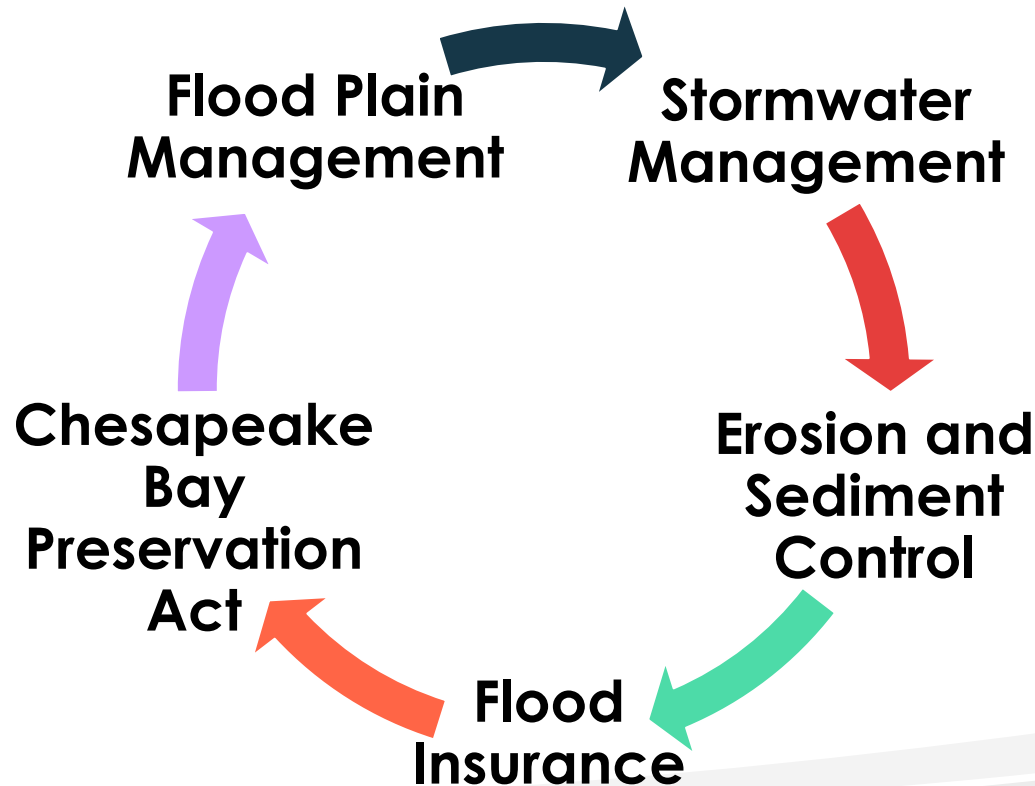 Flood Plain
Management
Stormwater
Management
Erosion and
Sediment
Control
Flood
Insurance
Chesapeake
Bay
Preservation
Act